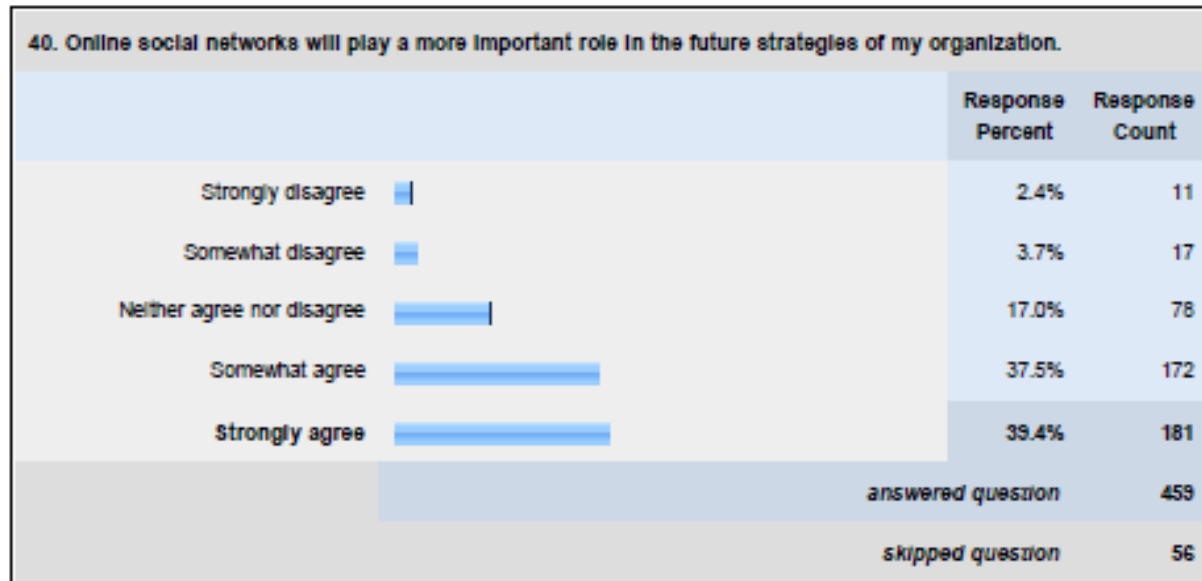 40. Online social networks will play a more important role in the future strategies of my organization.
Response Percent Response Count
Strongly disagree 2.4% 11
Somewhat disagree 3.7% 17
Neither agree nor disagree 17.0% 78
Somewhat agree 37.5% 172
Strongly agree 39.4% 181
answered question 459
skipped question 56